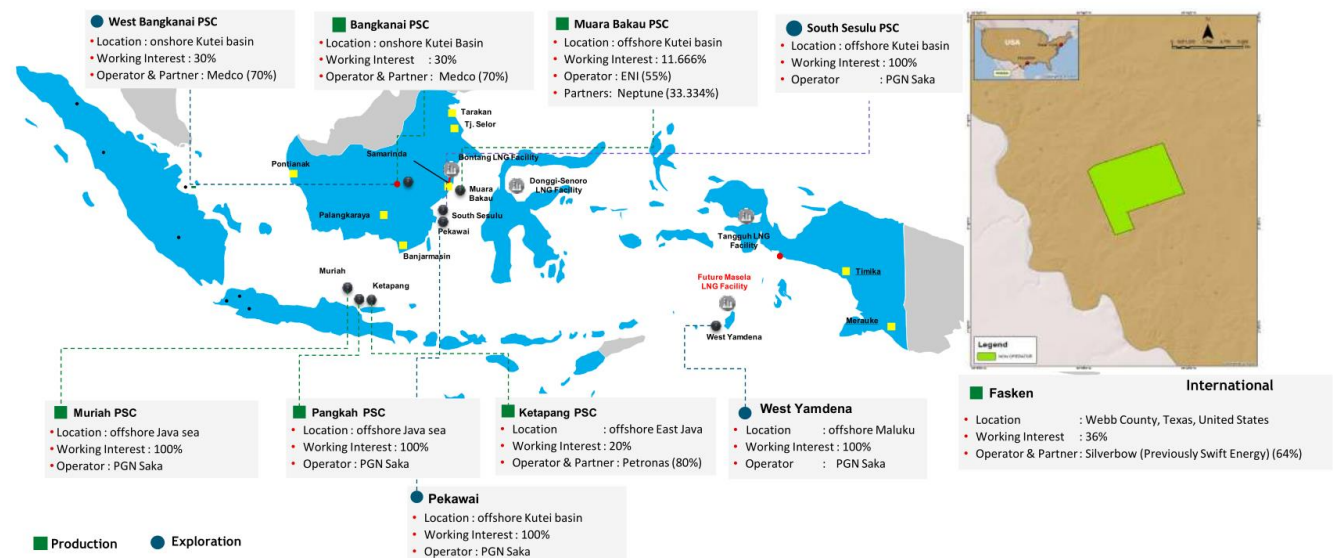 West Bangkanai PSC
• Location : onshore Kutei basin
• Working Interest : 30%
• Operator & Partner : Medco (70%)
Bangkanai PSC
• Location : onshore Kutei Basin
• Working Interest : 30%
• Operator & Partner : Medco (70%)
Muara Bakau PSC
• Location : offshore Kutei basin
• Working Interest : 11.666%
• Operator : ENI (55%)
• Partners: Neptune (33.334%)
South Sesulu PSC
• Location : offshore Kutei basin
• Working Interest : 100%
• Operator : PGN Saka
USA
Tarakan
Tj. Selor
Samarinda
Bontang LNG Facility
Pontianak
Muara
Bakau
Donggi-Senoro
LNG Facility
Palangkaraya
South Sesulu
Pekawai
Banjarmasin
Tangguh LNG
Facility
Timika
Merauke
Future Masela
LNG Facility
West Yamdena
Muriah
Ketapang
Legend
NON OPERATOR
International
Muriah PSC
• Location : offshore Java sea
• Working Interest : 100%
• Operator : PGN Saka
Pangkah PSC
• Location : offshore Java sea
• Working Interest : 100%
• Operator : PGN Saka
Ketapang PSC
• Location : offshore East Java
• Working Interest : 20%
• Operator & Partner : Petronas (80%)
West Yamdena
• Location : offshore Maluku
• Working Interest : 100%
• Operator : PGN Saka
Fasken
• Location : Webb County, Texas, United States
• Working Interest : 36%
• Operator & Partner : Silverbow (Previously Swift Energy) (64%)
Pekawai
• Location : offshore Kutei basin
• Working Interest : 100%
• Operator : PGN Saka
Production
Exploration